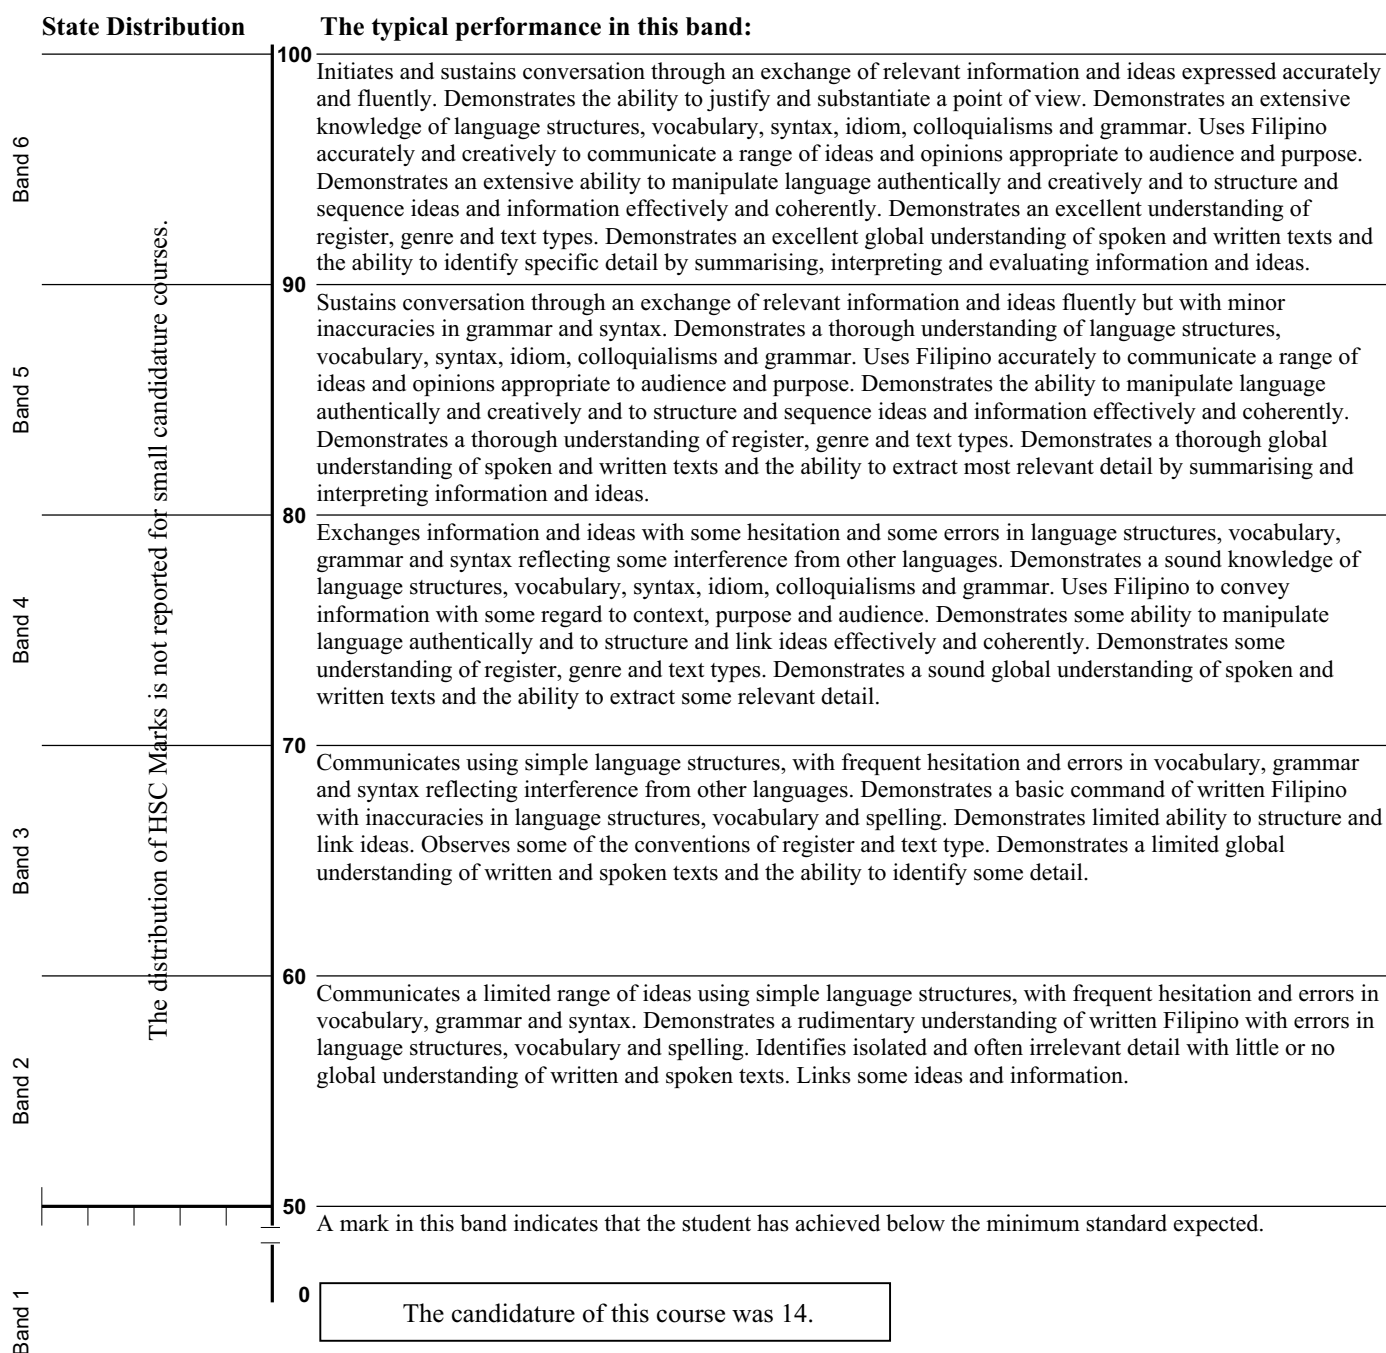 State Distribution
The typical performance in this band:
100
Band 6
Initiates and sustains conversation through an exchange of relevant information and ideas expressed accurately
and fluently. Demonstrates the ability to justify and substantiate a point of view. Demonstrates an extensive
knowledge of language structures, vocabulary, syntax, idiom, colloquialisms and grammar. Uses Filipino
accurately and creatively to communicate a range of ideas and opinions appropriate to audience and purpose.
Demonstrates an extensive ability to manipulate language authentically and creatively and to structure and
sequence ideas and information effectively and coherently. Demonstrates an excellent understanding of
register, genre and text types. Demonstrates an excellent global understanding of spoken and written texts and
the ability to identify specific detail by summarising, interpreting and evaluating information and ideas.
90
Band 5
Sustains conversation through an exchange of relevant information and ideas fluently but with minor
inaccuracies in grammar and syntax. Demonstrates a thorough understanding of language structures,
vocabulary, syntax, idiom, colloquialisms and grammar. Uses Filipino accurately to communicate a range of
ideas and opinions appropriate to audience and purpose. Demonstrates the ability to manipulate language
authentically and creatively and to structure and sequence ideas and information effectively and coherently.
Demonstrates a thorough understanding of register, genre and text types. Demonstrates a thorough global
understanding of spoken and written texts and the ability to extract most relevant detail by summarising and
interpreting information and ideas.
80
Band 4
Exchanges information and ideas with some hesitation and some errors in language structures, vocabulary,
grammar and syntax reflecting some interference from other languages. Demonstrates a sound knowledge of
language structures, vocabulary, syntax, idiom, colloquialisms and grammar. Uses Filipino to convey
information with some regard to context, purpose and audience. Demonstrates some ability to manipulate
language authentically and to structure and link ideas effectively and coherently. Demonstrates some
understanding of register, genre and text types. Demonstrates a sound global understanding of spoken and
written texts and the ability to extract some relevant detail.
70
Band 3
Communicates using simple language structures, with frequent hesitation and errors in vocabulary, grammar
and syntax reflecting interference from other languages. Demonstrates a basic command of written Filipino
with inaccuracies in language structures, vocabulary and spelling. Demonstrates limited ability to structure and
link ideas. Observes some of the conventions of register and text type. Demonstrates a limited global
understanding of written and spoken texts and the ability to identify some detail.
60
Band 2
Communicates a limited range of ideas using simple language structures, with frequent hesitation and errors in
vocabulary, grammar and syntax. Demonstrates a rudimentary understanding of written Filipino with errors in
language structures, vocabulary and spelling. Identifies isolated and often irrelevant detail with little or no
global understanding of written and spoken texts. Links some ideas and information.
50
A mark in this band indicates that the student has achieved below the minimum standard expected.
Band 1
0
The distribution of HSC Marks is not reported for small candidature courses.
The candidature of this course was 14.